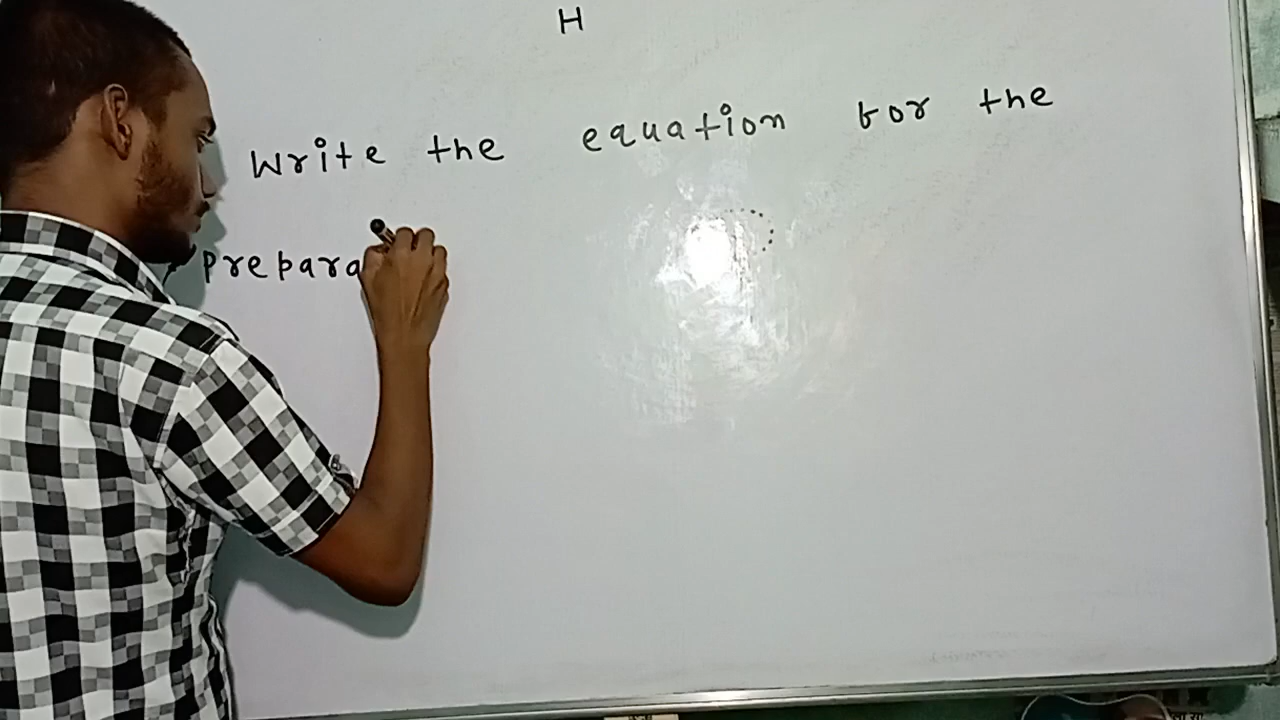 H
Write the equation for the
prepara